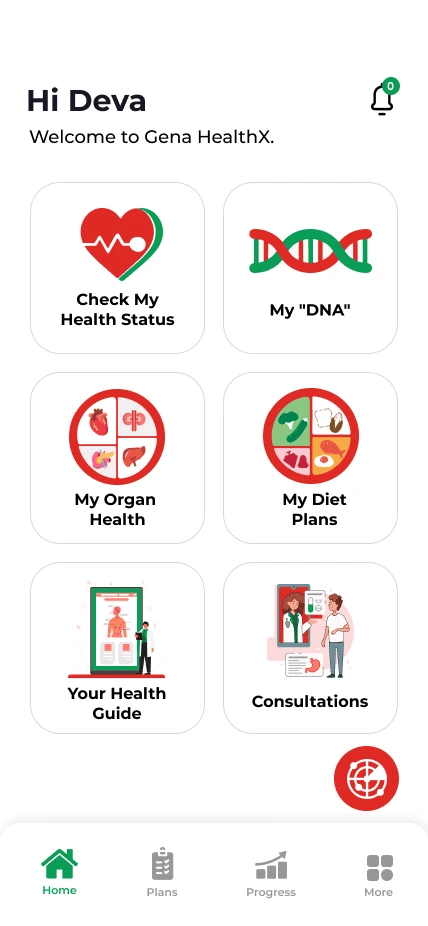 Hi Deva
0
Welcome to Gena HealthX.
Check My
Health Status
My "DNA"
My Organ
Health
My Diet
Plans
Your Health
Guide
Consultations
Home
Plans
Progress
More